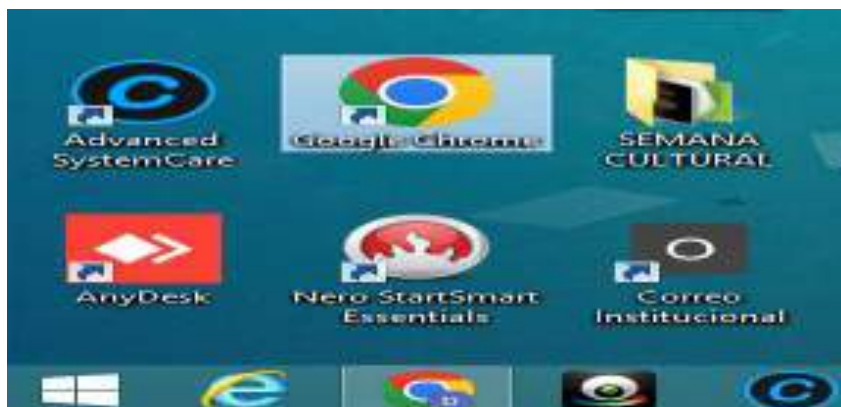 Advanced
SystemCare
Google Chrome
SEMANA
CULTURAL
AnyDesk
Nero StartSmart
Essentials
Correo
Institucional